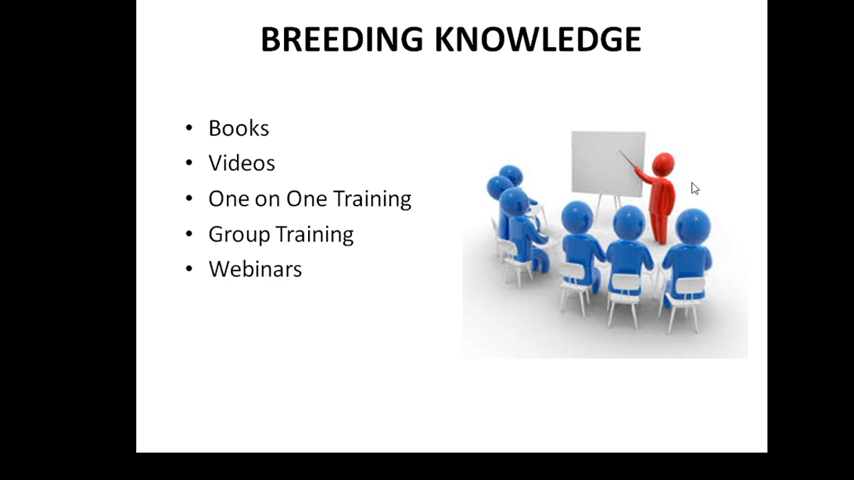 BREEDING KNOWLEDGE
• Books
• Videos
• One on One Training
• Group Training
• Webinars